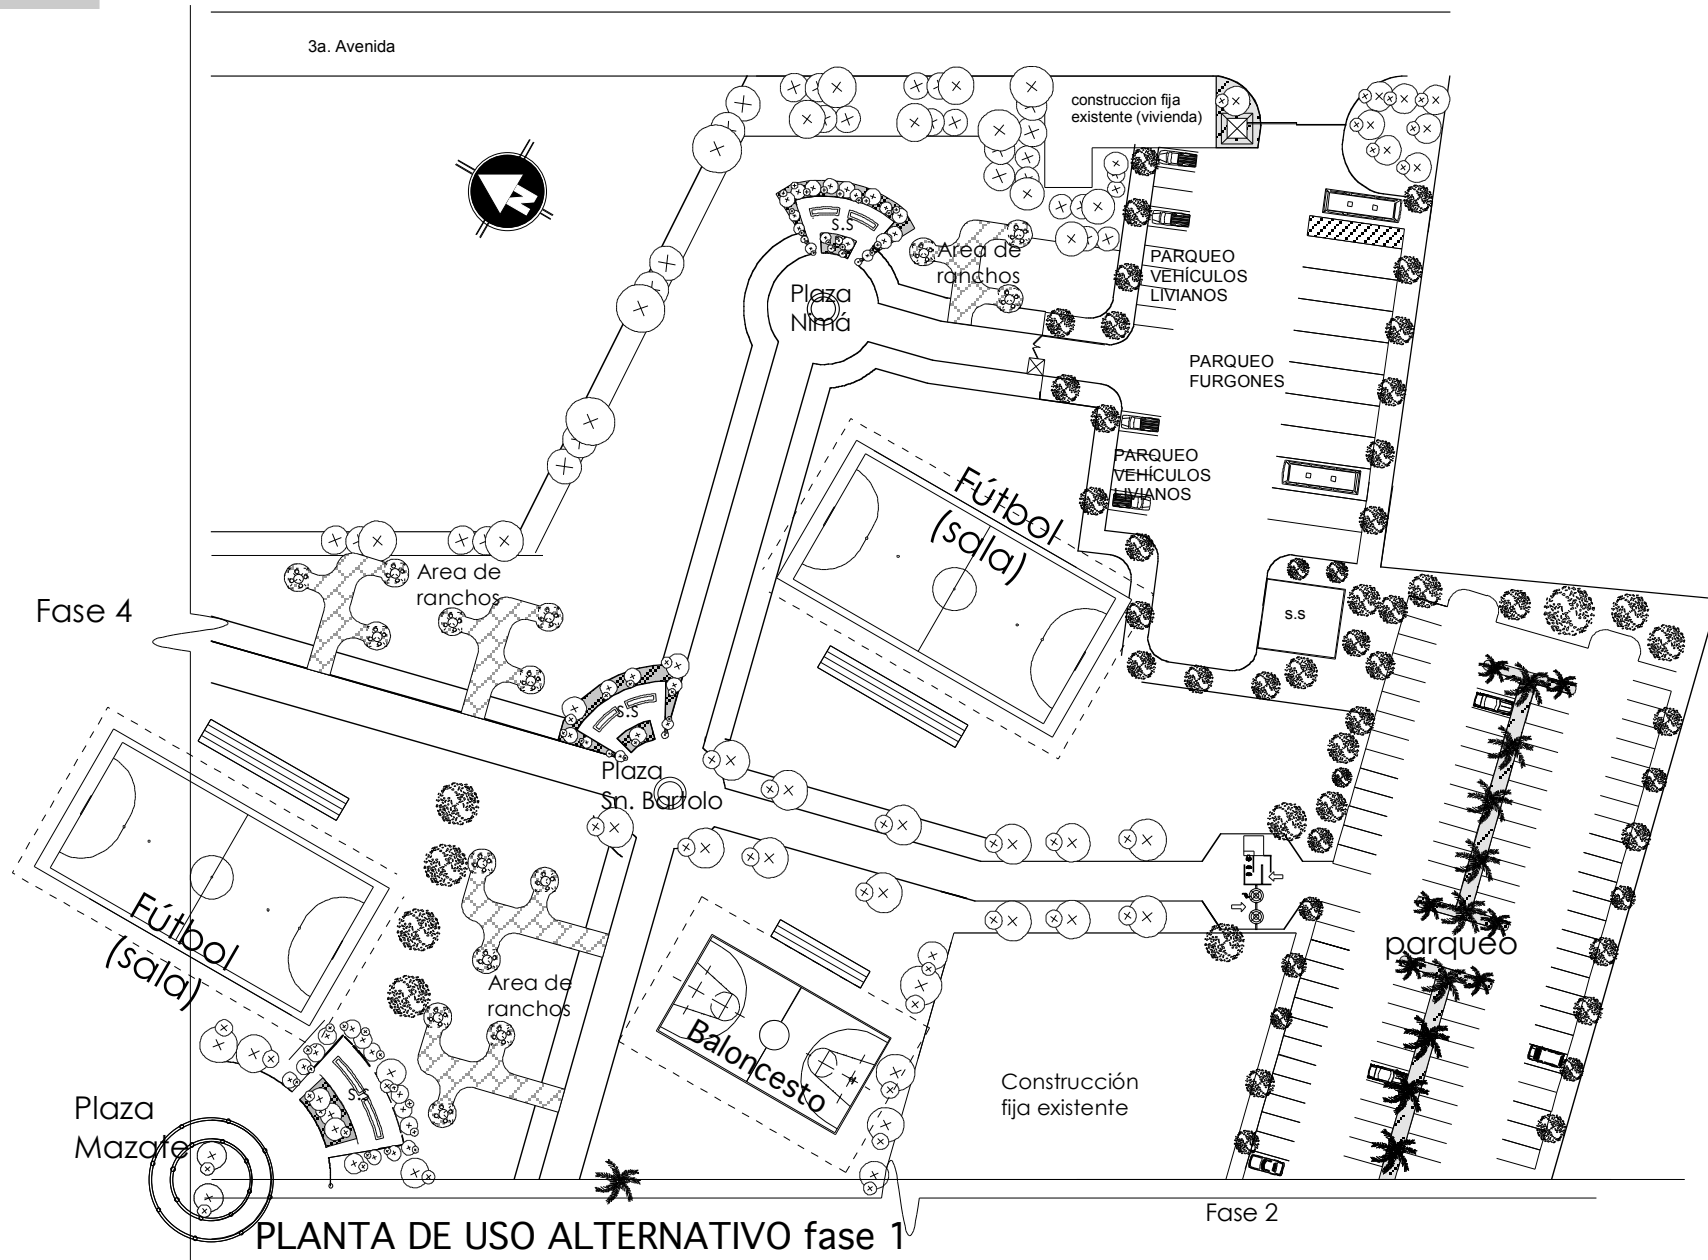 3a. Avenida
construccion fija
existente (vivienda)
N
S.S
Area de
ranchos
PARQUEO
VEHÍCULOS
LIVIANOS
Plaza
Nimá
PARQUEO
FURGONES
PARQUEO
VEHÍCULOS
LIVIANOS
Fútbol
(sala)
Area de
ranchos
Fase 4
S.S
S.S
Plaza
Sn. Bartolo
Fútbol
(sala)
parqueo
Area de
ranchos
Baloncesto
Construcción
fija existente
S.S
Plaza
Mazate
Fase 2
PLANTA DE USO ALTERNATIVO fase 1